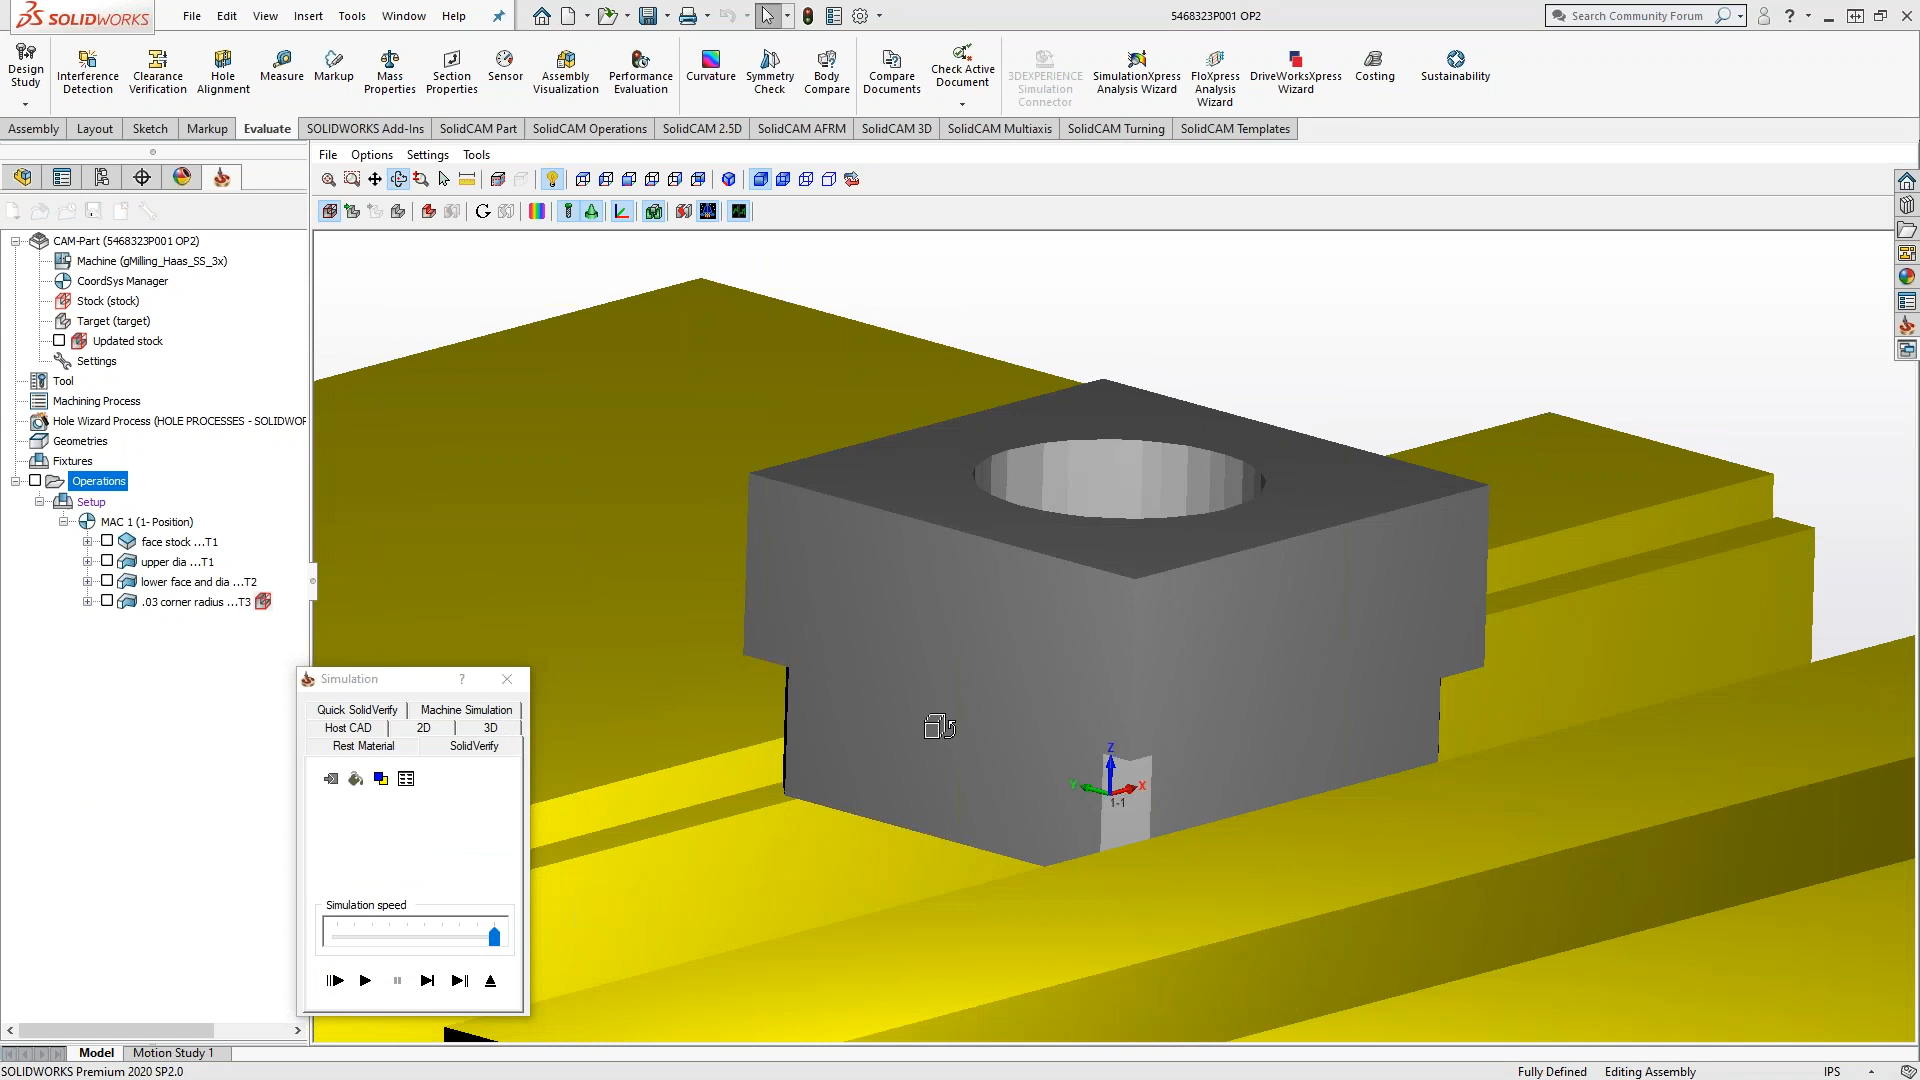 SOLIDWORKS File Edit View Insert Tools Window Help 5468323P001 OP2 Search Community Forum ?
Design Study
Interference Detection
Clearance Verification
Hole Alignment
Measure
Markup
Mass Properties
Section Properties
Sensor
Assembly Visualization
Performance Evaluation
Curvature
Symmetry Check
Body Compare
Compare Documents
Check Active Document
3DEXPERIENCE Simulation Connector
SimulationXpress Analysis Wizard
FloXpress Analysis Wizard
DriveWorksXpress Wizard
Costing
Sustainability
Assembly Layout Sketch Markup Evaluate SOLIDWORKS Add-Ins SolidCAM Part SolidCAM Operations SolidCAM 2.5D SolidCAM AFRM SolidCAM 3D SolidCAM Multiaxis SolidCAM Turning SolidCAM Templates
File Options Settings Tools
CAM-Part (5468323P001 OP2)
Machine (gMilling_Haas_SS_3x)
CoordSys Manager
Stock (stock)
Target (target)
Updated stock
Settings
Tool
Machining Process
Hole Wizard Process (HOLE PROCESSES - SOLIDWOR
Geometries
Fixtures
Operations
Setup
MAC 1 (1- Position)
face stock ...T1
upper dia ...T1
lower face and dia ...T2
.03 corner radius ...T3
Simulation ?
Quick SolidVerify Machine Simulation
Host CAD 2D 3D
Rest Material SolidVerify
Simulation speed
Z
Y X
1-1
Model Motion Study 1
SOLIDWORKS Premium 2020 SP2.0 Fully Defined Editing Assembly IPS